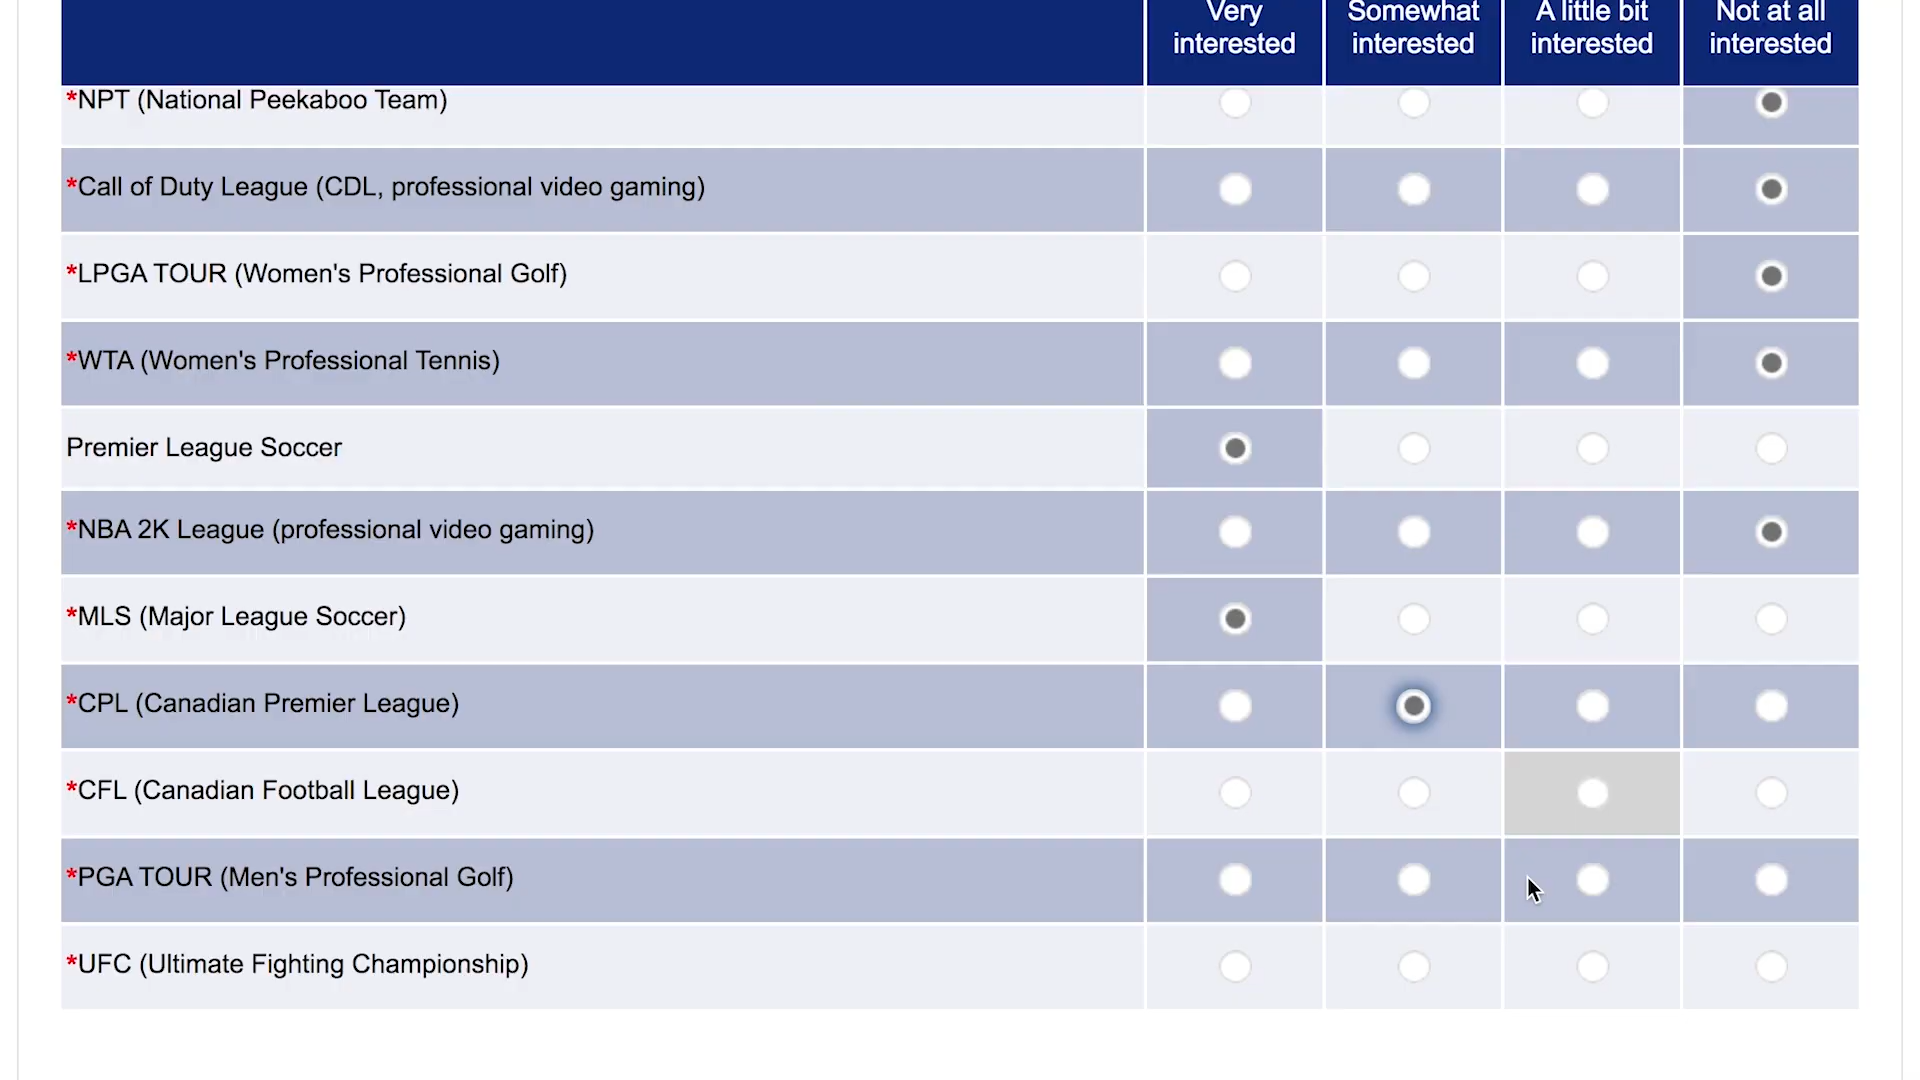 Very interested
Somewhat interested
A little bit interested
Not at all interested
*NPT (National Peekaboo Team)
*Call of Duty League (CDL, professional video gaming)
*LPGA TOUR (Women's Professional Golf)
*WTA (Women's Professional Tennis)
Premier League Soccer
*NBA 2K League (professional video gaming)
*MLS (Major League Soccer)
*CPL (Canadian Premier League)
*CFL (Canadian Football League)
*PGA TOUR (Men's Professional Golf)
*UFC (Ultimate Fighting Championship)